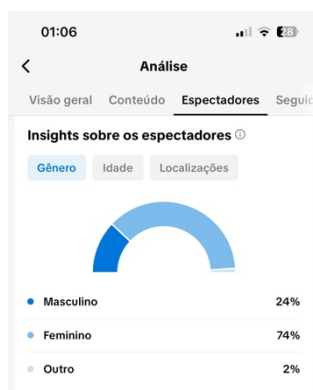 01:06
28
Análise
Visão geral Conteúdo Espectadores Seguid
Insights sobre os espectadores
Gênero Idade Localizações
Masculino 24%
Feminino 74%
Outro 2%